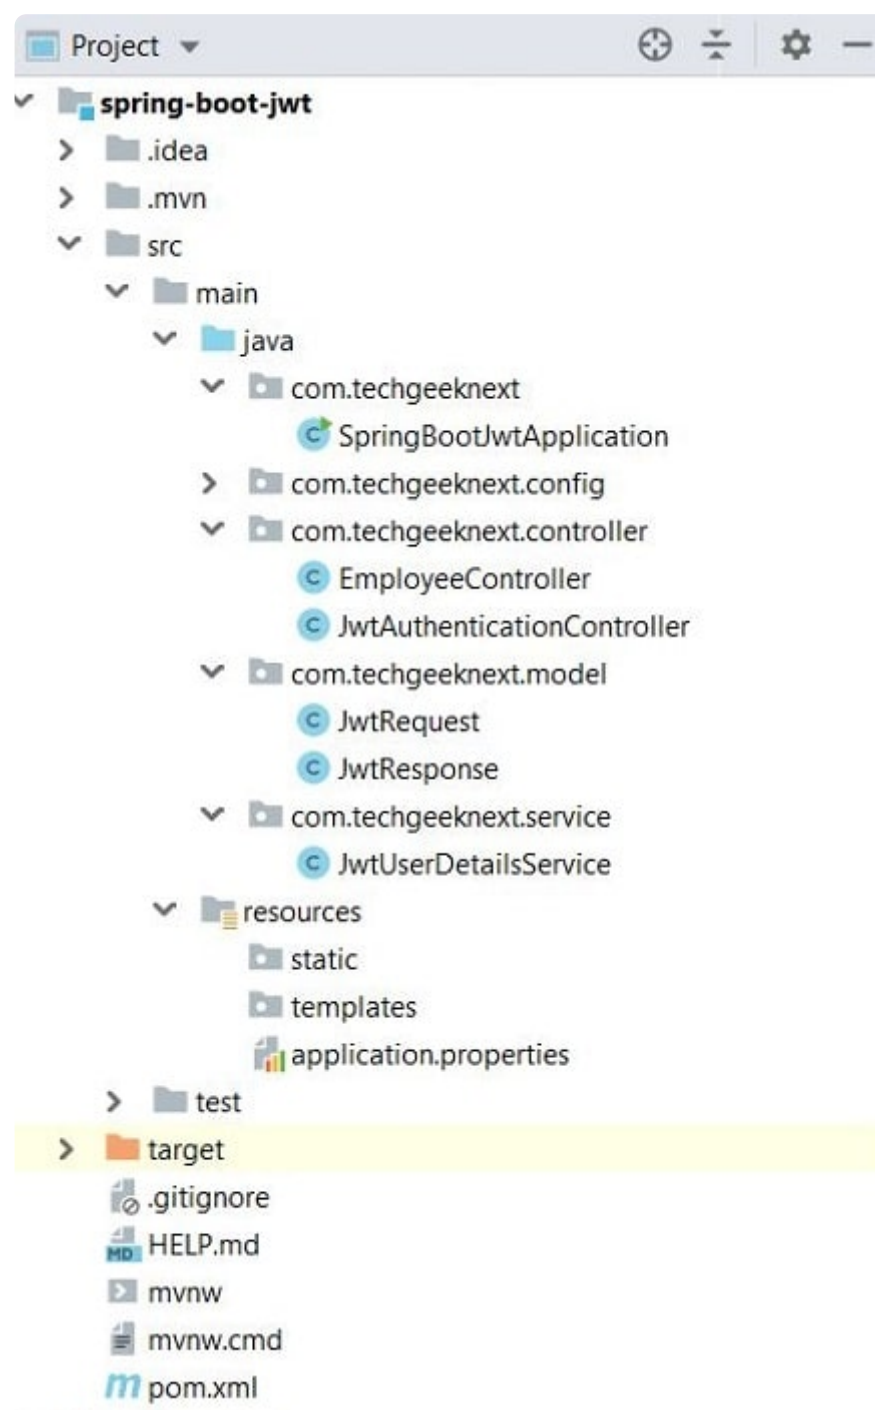 Project
spring-boot-jwt
.idea
.mvn
src
main
java
com.techgeeknext
SpringBootJwtApplication
com.techgeeknext.config
com.techgeeknext.controller
EmployeeController
JwtAuthenticationController
com.techgeeknext.model
JwtRequest
JwtResponse
com.techgeeknext.service
JwtUserDetailsService
resources
static
templates
application.properties
test
target
.gitignore
HELP.md
mvnw
mvnw.cmd
pom.xml